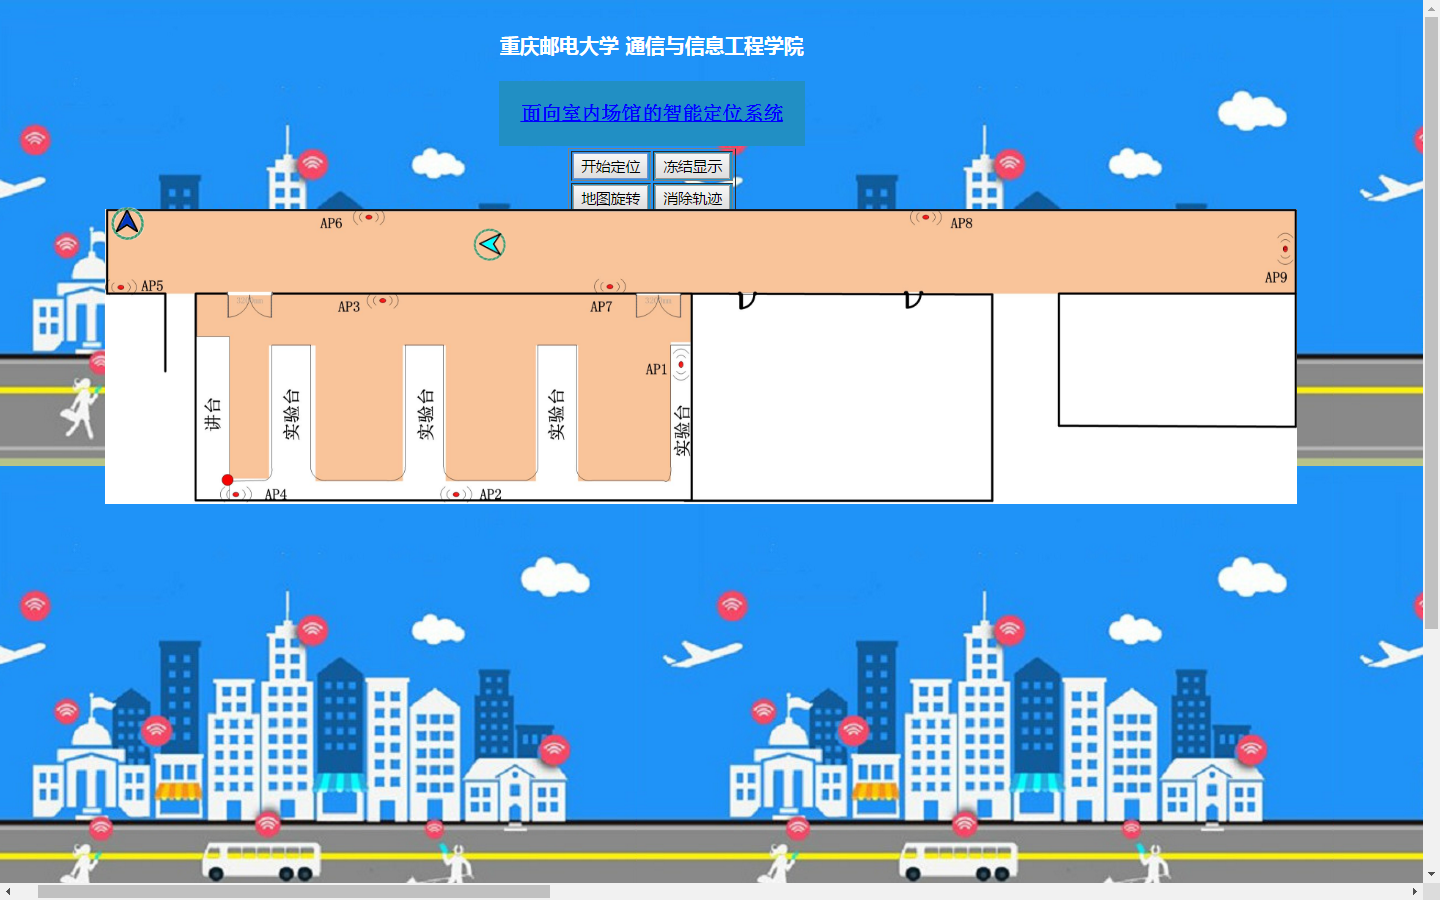 重庆邮电大学 通信与信息工程学院
面向室内场馆的智能定位系统
开始定位 冻结显示
地图旋转 消除轨迹
AP6
AP8
AP9
AP5
AP3
AP7
AP1
讲台
实验台
实验台
实验台
实验台
AP4
AP2